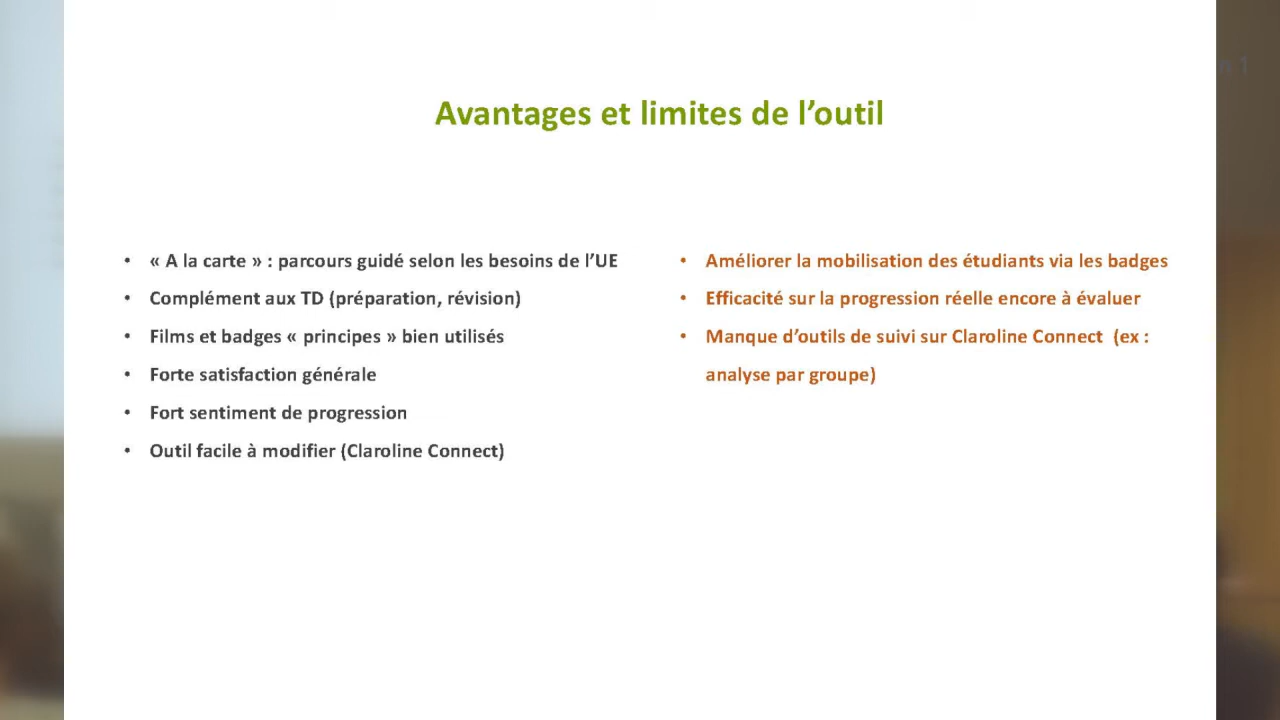 Avantages et limites de l'outil
• « A la carte » : parcours guidé selon les besoins de l'UE
• Complément aux TD (préparation, révision)
• Films et badges « principes » bien utilisés
• Forte satisfaction générale
• Fort sentiment de progression
• Outil facile à modifier (Claroline Connect)
• Améliorer la mobilisation des étudiants via les badges
• Efficacité sur la progression réelle encore à évaluer
• Manque d'outils de suivi sur Claroline Connect (ex :
analyse par groupe)